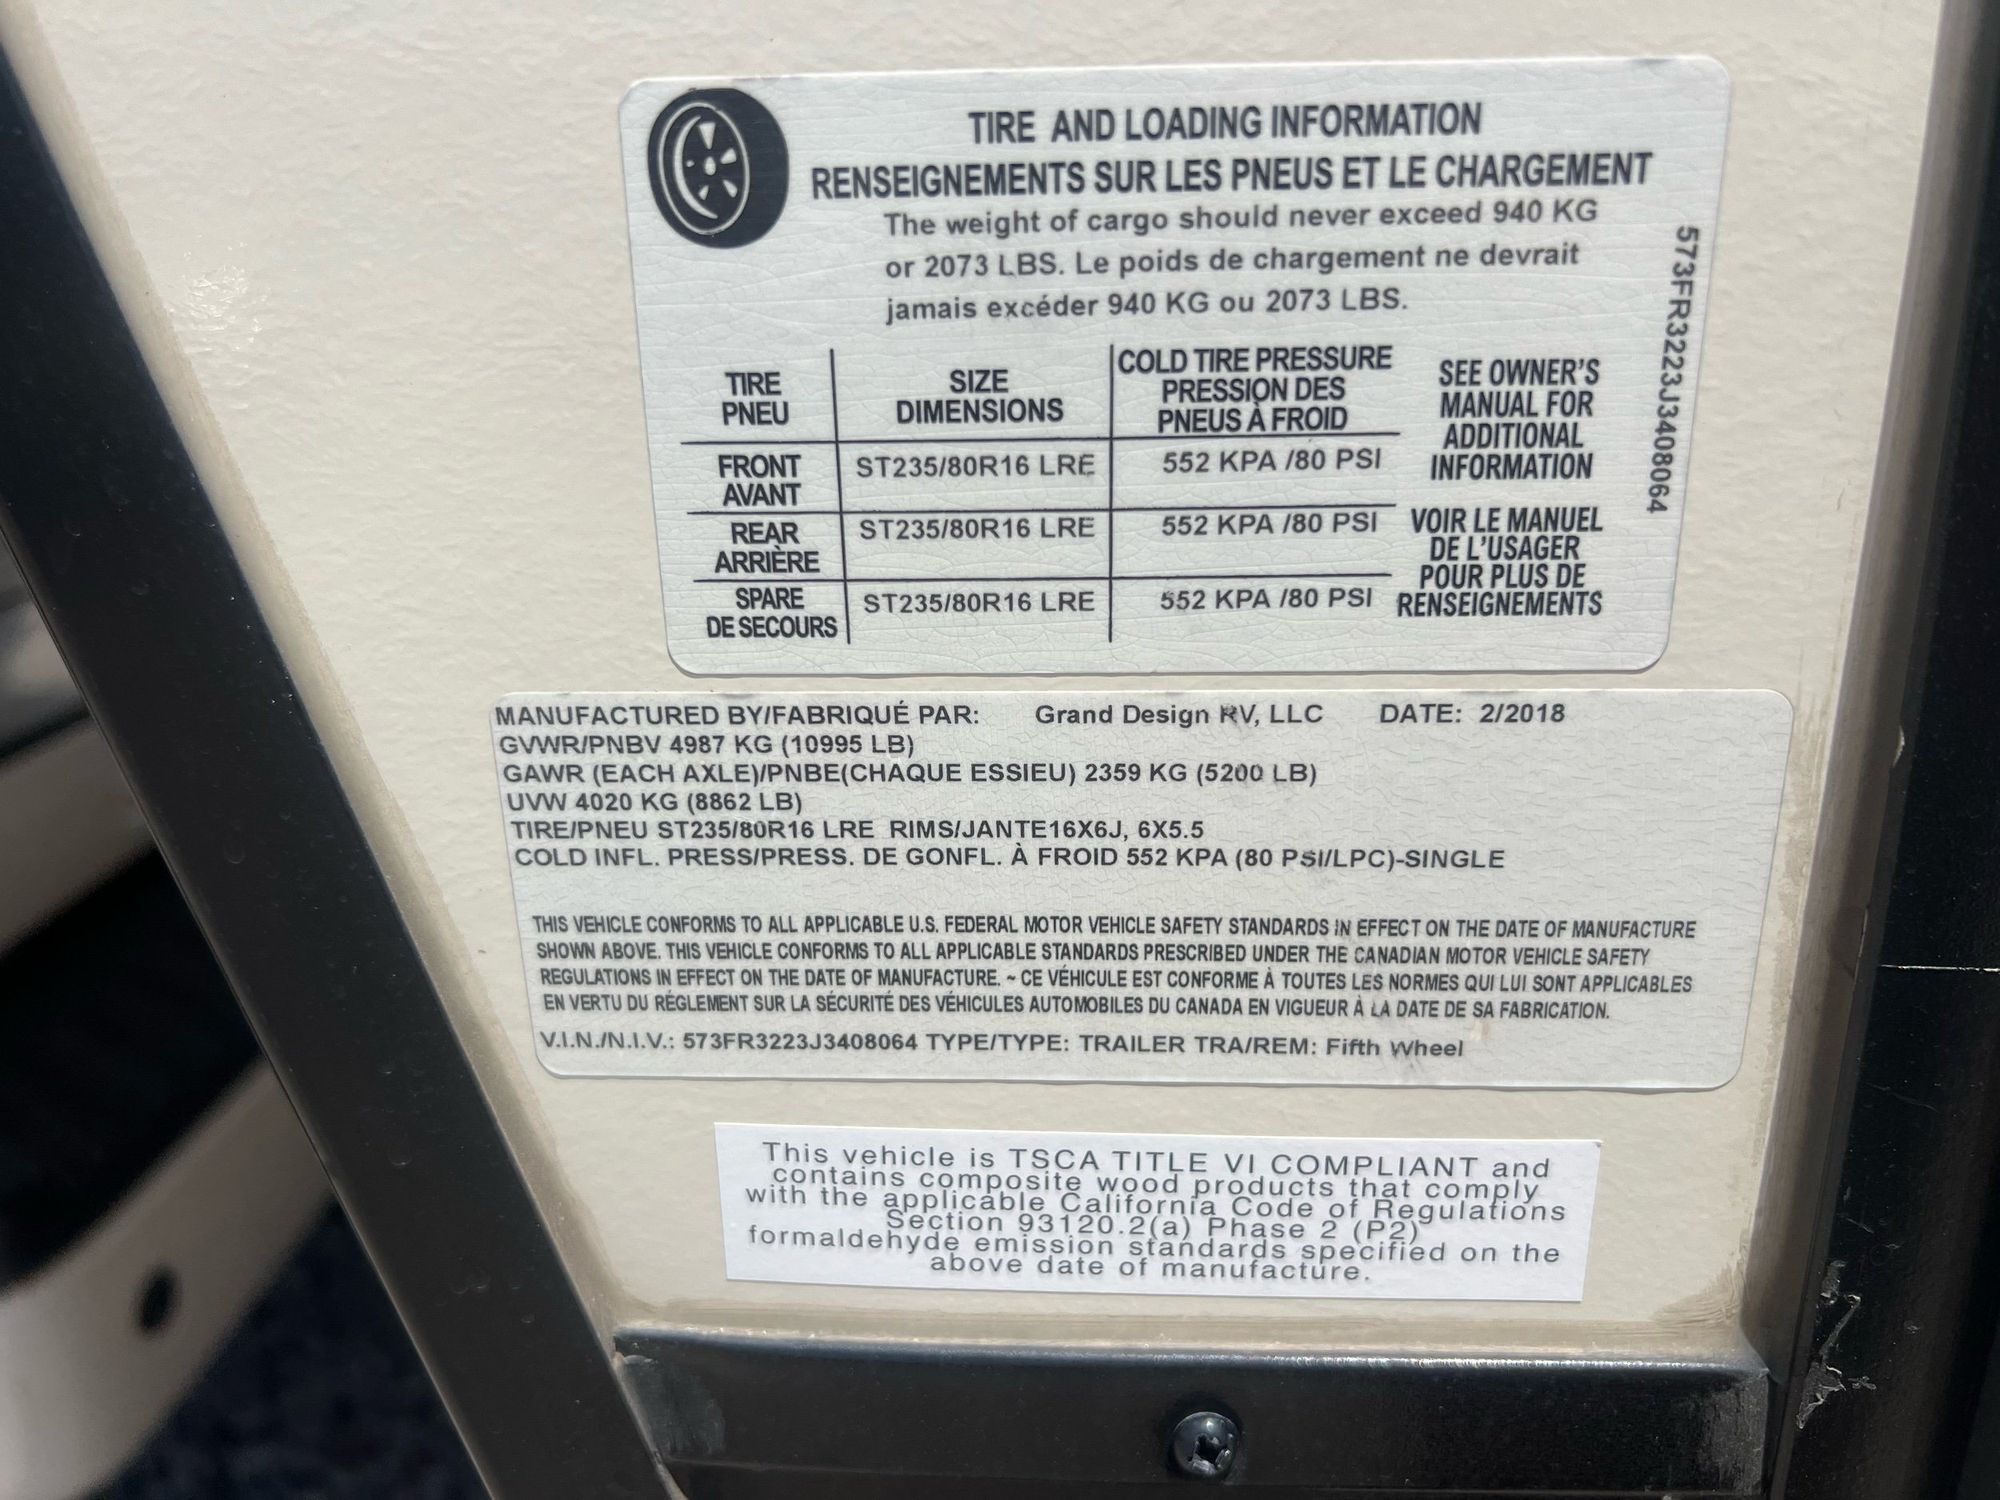 TIRE AND LOADING INFORMATION
RENSEIGNEMENTS SUR LES PNEUS ET LE CHARGEMENT
The weight of cargo should never exceed 940 KG
or 2073 LBS. Le poids de chargement ne devrait
jamais excéder 940 KG ou 2073 LBS.
573FR3223J3408064
TIRE
PNEU
SIZE
DIMENSIONS
COLD TIRE PRESSURE
PRESSION DES
PNEUS À FROID
FRONT
AVANT
ST235/80R16 LRE
552 KPA /80 PSI
REAR
ARRIÈRE
ST235/80R16 LRE
552 KPA /80 PSI
SPARE
DE SECOURS
ST235/80R16 LRE
552 KPA /80 PSI
SEE OWNER'S
MANUAL FOR
ADDITIONAL
INFORMATION
VOIR LE MANUEL
DE L'USAGER
POUR PLUS DE
RENSEIGNEMENTS
MANUFACTURED BY/FABRIQUÉ PAR: Grand Design RV, LLC DATE: 2/2018
GVWR/PNBV 4987 KG (10995 LB)
GAWR (EACH AXLE)/PNBE(CHAQUE ESSIEU) 2359 KG (5200 LB)
UVW 4020 KG (8862 LB)
TIRE/PNEU ST235/80R16 LRE RIMS/JANTE16X6J, 6X5.5
COLD INFL. PRESS/PRESS. DE GONFL. À FROID 552 KPA (80 PSI/LPC)-SINGLE
THIS VEHICLE CONFORMS TO ALL APPLICABLE U.S. FEDERAL MOTOR VEHICLE SAFETY STANDARDS IN EFFECT ON THE DATE OF MANUFACTURE
SHOWN ABOVE. THIS VEHICLE CONFORMS TO ALL APPLICABLE STANDARDS PRESCRIBED UNDER THE CANADIAN MOTOR VEHICLE SAFETY
REGULATIONS IN EFFECT ON THE DATE OF MANUFACTURE. ~ CE VÉHICULE EST CONFORME À TOUTES LES NORMES QUI LUI SONT APPLICABLES
EN VERTU DU RÉGLEMENT SUR LA SÉCURITÉ DES VÉHICULES AUTOMOBILES DU CANADA EN VIGUEUR À LA DATE DE SA FABRICATION.
V.I.N./N.I.V.: 573FR3223J3408064 TYPE/TYPE: TRAILER TRA/REM: Fifth Wheel
This vehicle is TSCA TITLE VI COMPLIANT and
contains composite wood products that comply
with the applicable California Code of Regulations
Section 93120.2(a) Phase 2 (P2)
formaldehyde emission standards specified on the
above date of manufacture.